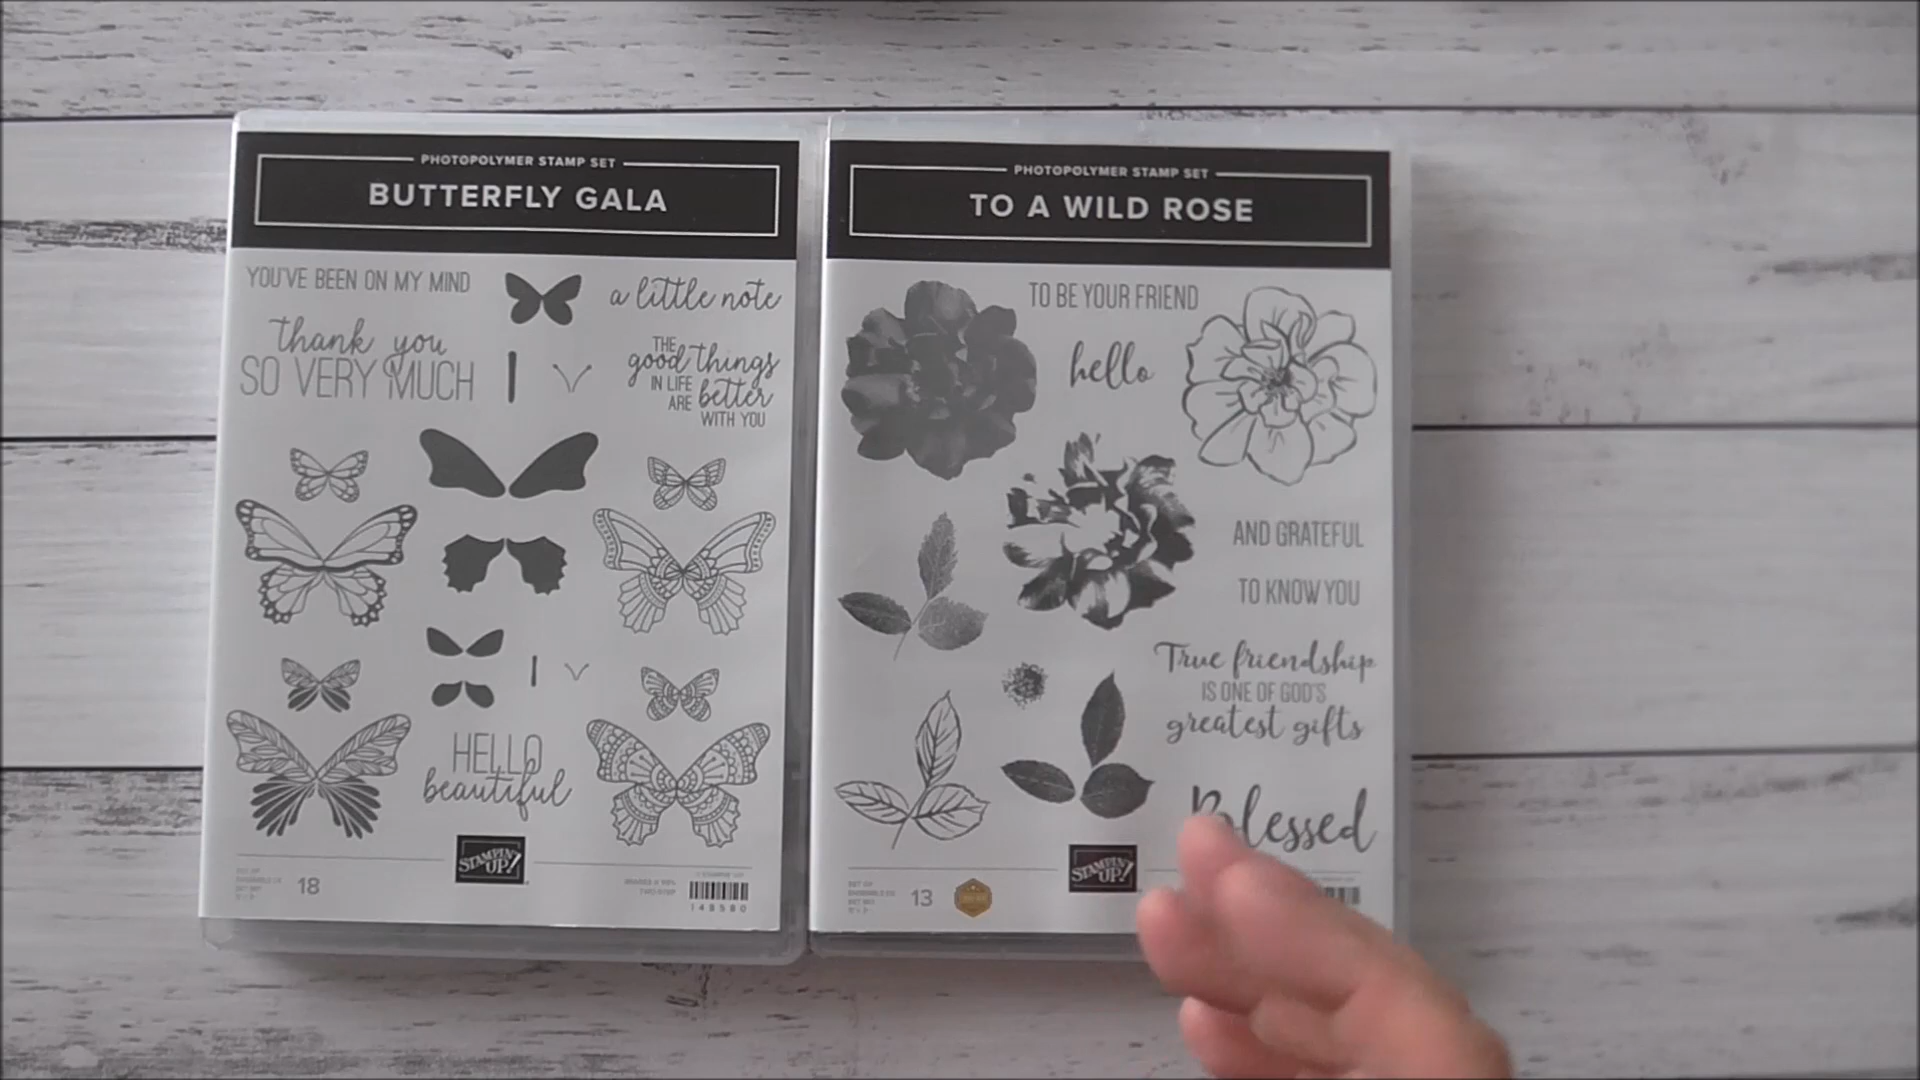 PHOTOPOLYMER STAMP SET
BUTTERFLY GALA
YOU'VE BEEN ON MY MIND
a little note
thank you
SO VERY MUCH
THE
good things
IN LIFE
ARE better
WITH YOU
HELLO
beautiful
STAMPIN'
UP!
18
148580
PHOTOPOLYMER STAMP SET
TO A WILD ROSE
TO BE YOUR FRIEND
hello
AND GRATEFUL
TO KNOW YOU
True friendship
IS ONE OF GOD'S
greatest gifts
Blessed
STAMPIN'
UP!
13